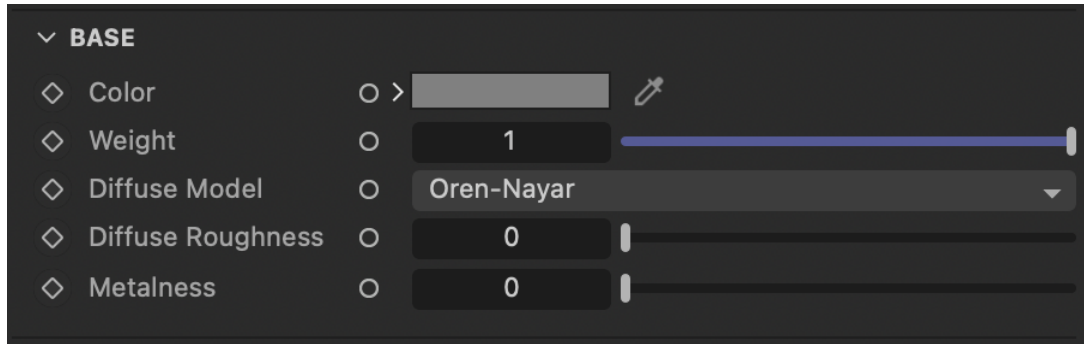 BASE
Color
Weight 1
Diffuse Model Oren-Nayar
Diffuse Roughness 0
Metalness 0